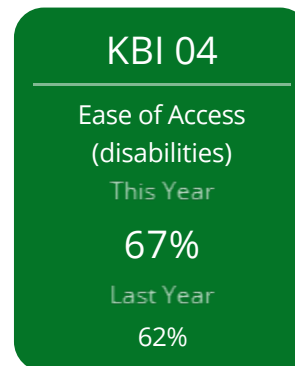 KBI 04
Ease of Access
(disabilities)
This Year
67%
Last Year
62%